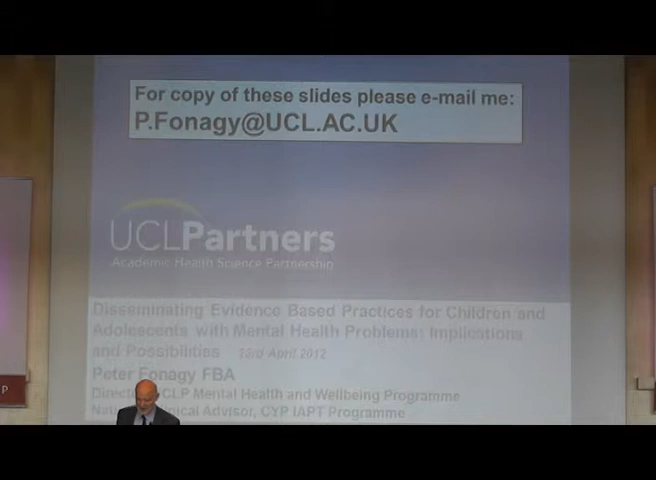 For copy of these slides please e-mail me:
P.Fonagy@UCL.AC.UK
UCLPartners
Academic Health Science Partnership
Disseminating Evidence Based Practices for Children and
Adolescents with Mental Health Problems: Implications
and Possibilities 23rd April 2012
Peter Fonagy FBA
UCLP Mental Health and Wellbeing Programme
Advisor, CYP IAPT Programme
P